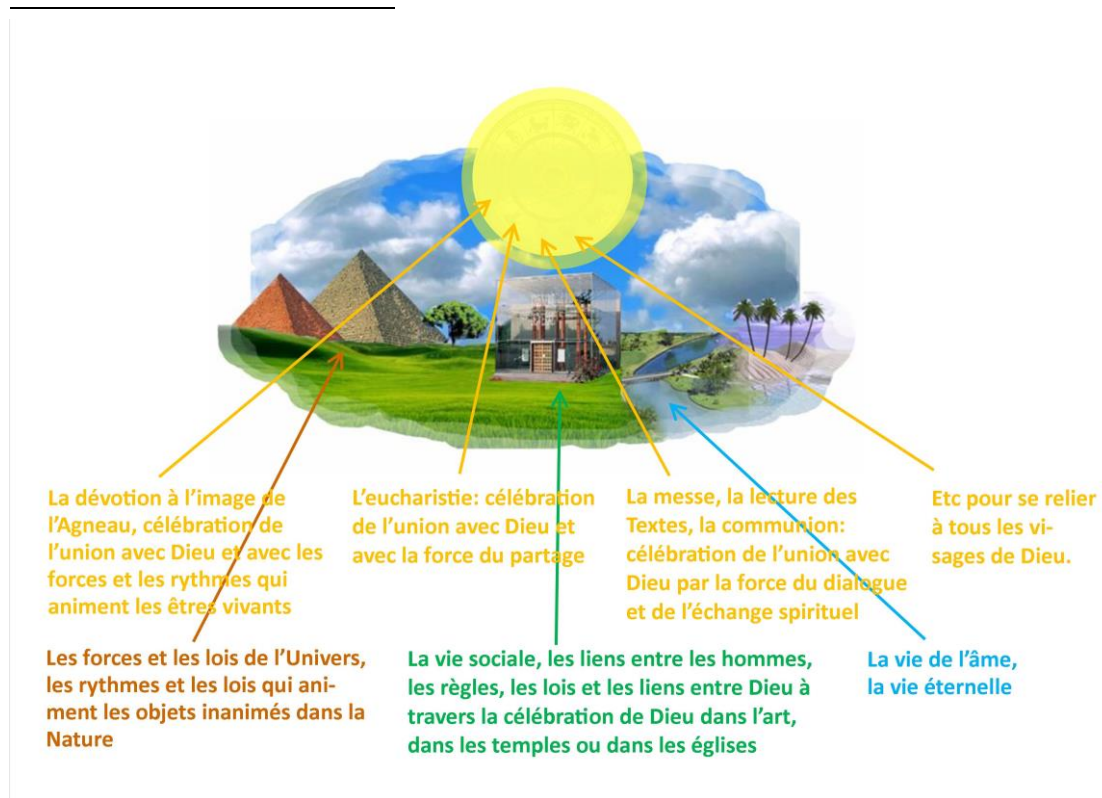 La dévotion à l’image de
l’Agneau, célébration de
l’union avec Dieu et avec les
forces et les rythmes qui
animent les êtres vivants
L’eucharistie: célébration
de l’union avec Dieu et
avec la force du partage
La messe, la lecture des
Textes, la communion:
célébration de l’union avec
Dieu par la force du dialogue
et de l’échange spirituel
Etc pour se relier
à tous les vi-
sages de Dieu.
Les forces et les lois de l’Univers,
les rythmes et les lois qui ani-
ment les objets inanimés dans la
Nature
La vie sociale, les liens entre les hommes,
les règles, les lois et les liens entre Dieu à
travers la célébration de Dieu dans l’art,
dans les temples ou dans les églises
La vie de l’âme,
la vie éternelle